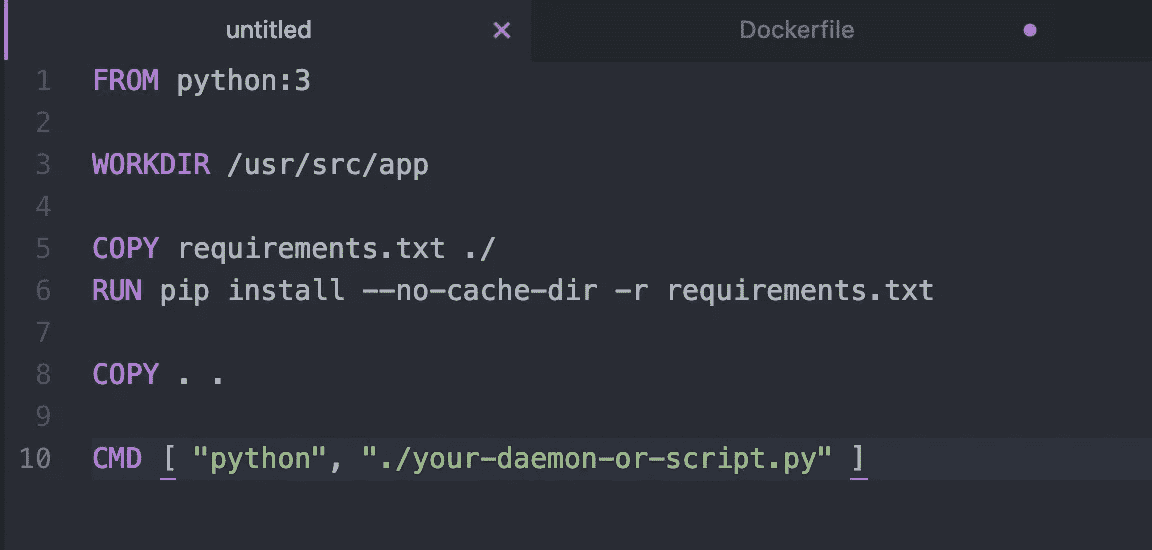 untitled × Dockerfile
1 FROM python:3
2
3 WORKDIR /usr/src/app
4
5 COPY requirements.txt ./
6 RUN pip install --no-cache-dir -r requirements.txt
7
8 COPY . .
9
10 CMD [ "python", "./your-daemon-or-script.py" ]